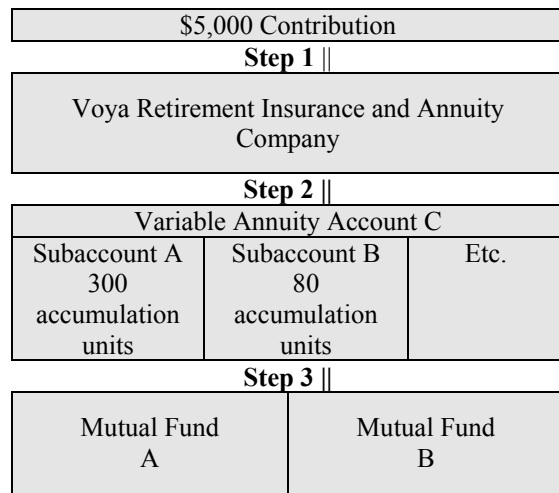 $5,000 Contribution
Step 1 ||
Voya Retirement Insurance and Annuity
Company
Step 2 ||
Variable Annuity Account C
Subaccount A
300
accumulation
units
Subaccount B
80
accumulation
units
Etc.
Step 3 ||
Mutual Fund
A
Mutual Fund
B